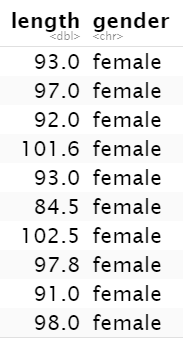 length gender
<dbl> <chr>
93.0 female
97.0 female
92.0 female
101.6 female
93.0 female
84.5 female
102.5 female
97.8 female
91.0 female
98.0 female